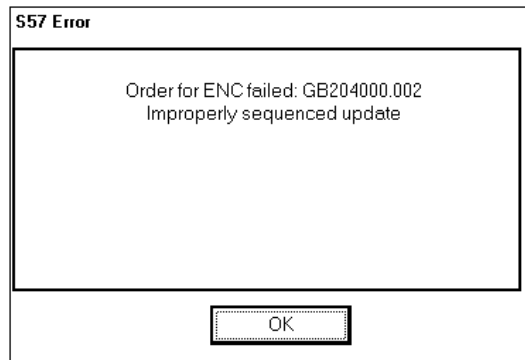 S57 Error
Order for ENC failed: GB204000.002
Improperly sequenced update
OK